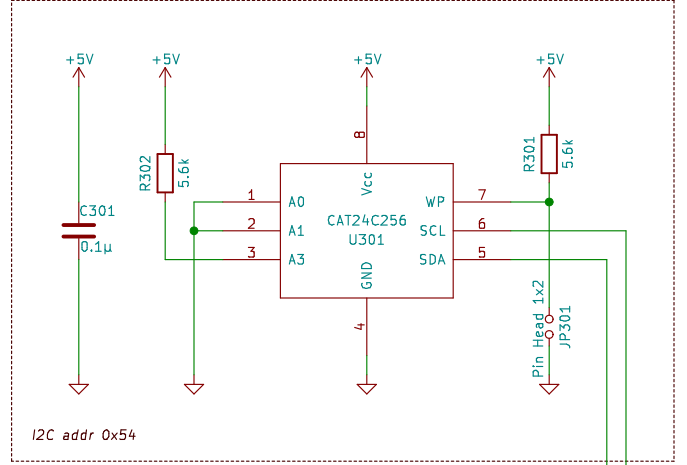 +5V
+5V
+5V
+5V
8
R302
5.6k
R301
5.6k
Vcc
1
A0
WP
7
C301
CAT24C256
2
A1
SCL
6
U301
0.1µ
3
A3
SDA
5
GND
4
Pin Head 1x2
JP301
I2C addr 0x54